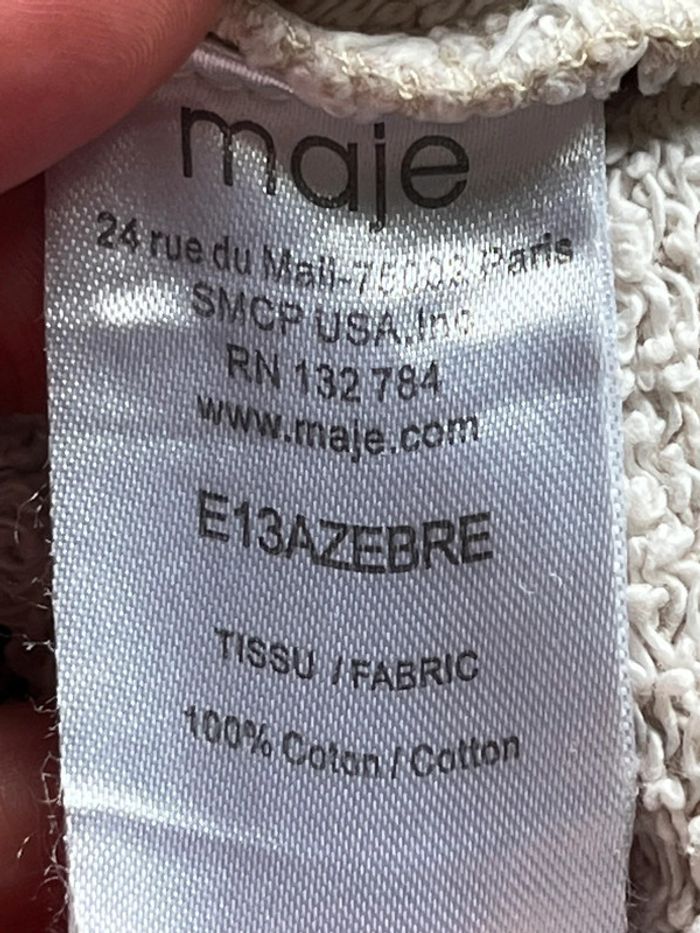 maje
24 rue du Mail-75002 Paris
SMCP USA,Inc
RN 132 784
www.maje.com
E13AZEBRE
TISSU / FABRIC
100% Coton / Cotton